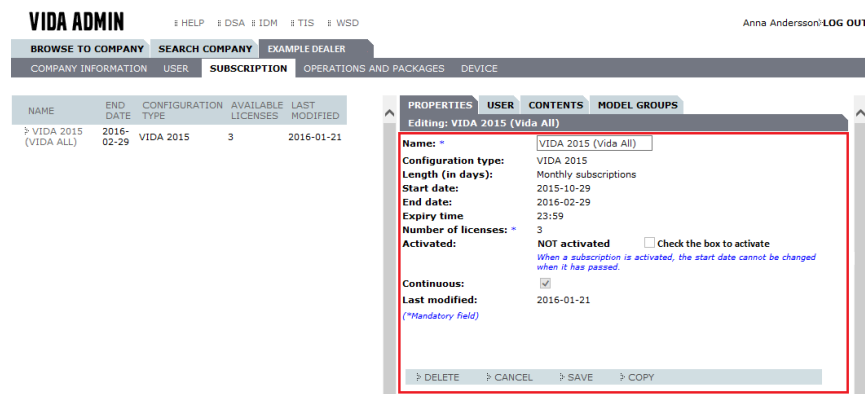 VIDA ADMIN HELP DSA IDM TIS WSD Anna Andersson LOG OUT
BROWSE TO COMPANY SEARCH COMPANY EXAMPLE DEALER
COMPANY INFORMATION USER SUBSCRIPTION OPERATIONS AND PACKAGES DEVICE
NAME END DATE CONFIGURATION TYPE AVAILABLE LICENSES LAST MODIFIED
VIDA 2015 (VIDA ALL) 2016-02-29 VIDA 2015 3 2016-01-21
PROPERTIES USER CONTENTS MODEL GROUPS
Editing: VIDA 2015 (Vida All)
Name: * VIDA 2015 (Vida All)
Configuration type: VIDA 2015
Length (in days): Monthly subscriptions
Start date: 2015-10-29
End date: 2016-02-29
Expiry time 23:59
Number of licenses: * 3
Activated: NOT activated Check the box to activate
When a subscription is activated, the start date cannot be changed
when it has passed.
Continuous:
Last modified: 2016-01-21
(*Mandatory field)
DELETE CANCEL SAVE COPY